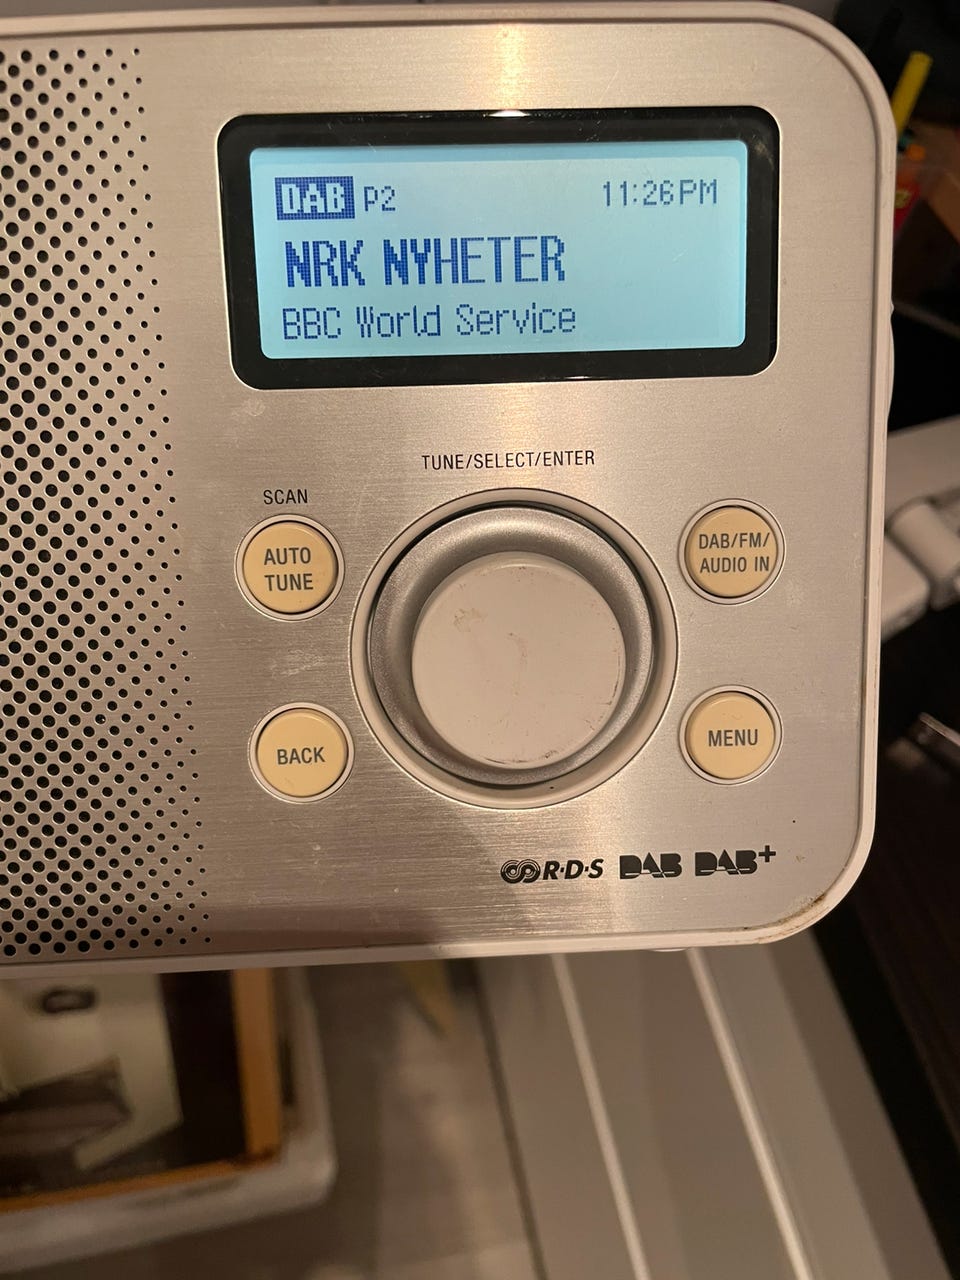 DAB P2 11:26PM
NRK NYHETER
BBC World Service
TUNE/SELECT/ENTER
SCAN
AUTO
TUNE
DAB/FM/
AUDIO IN
BACK
MENU
R·D·S DAB DAB+